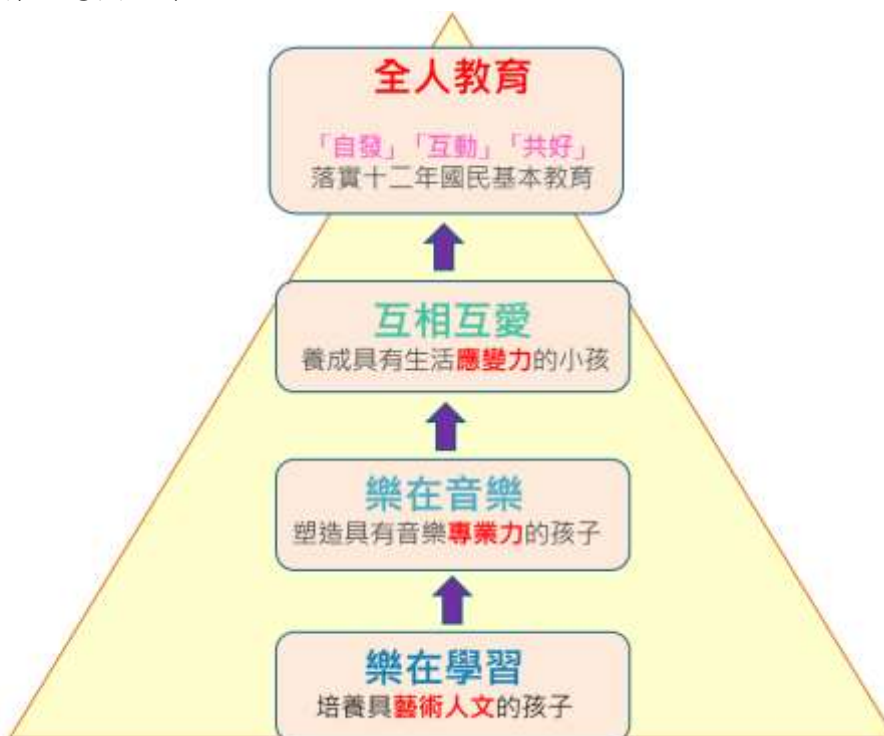 全人教育
「自發」「互動」「共好」
落實十二年國民基本教育
互相互愛
養成具有生活應變力的小孩
樂在音樂
塑造具有音樂專業力的孩子
樂在學習
培養具藝術人文的孩子